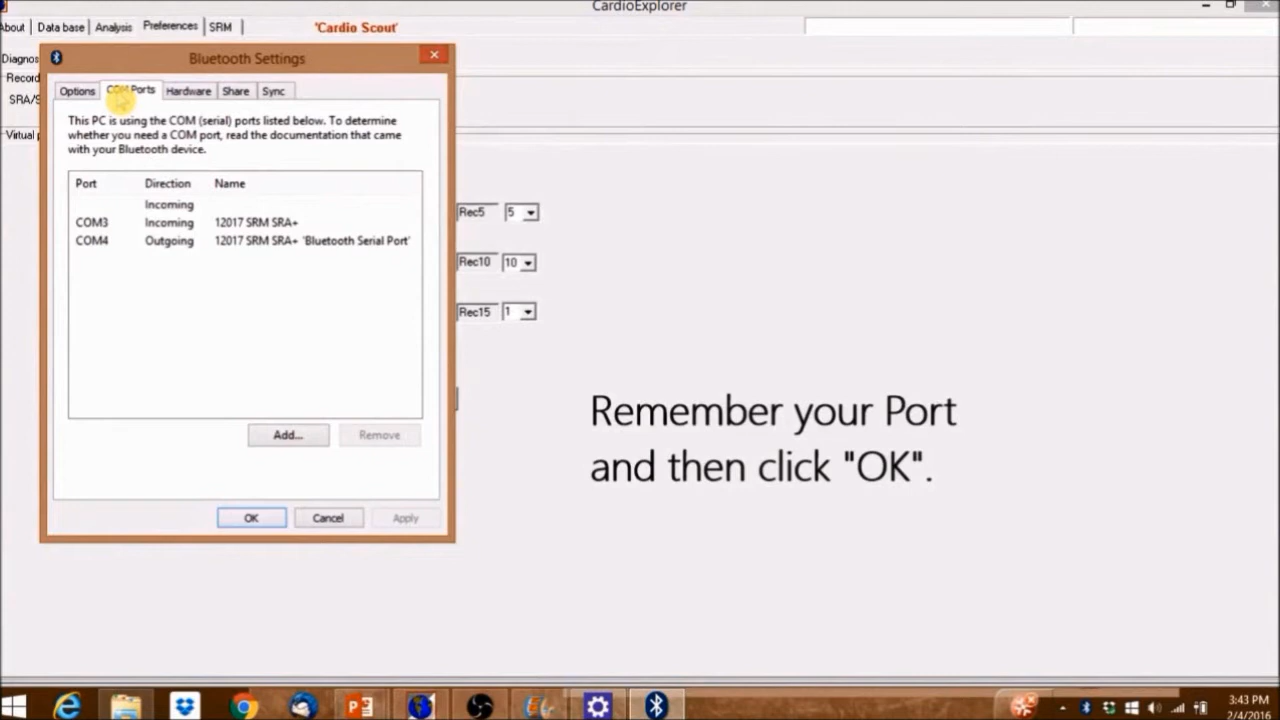 CardioExplorer
About Data base Analysis Preferences SRM 'Cardio Scout'
Diagnos
Record
SRA/S
Virtual p
Bluetooth Settings
Options COM Ports Hardware Share Sync
This PC is using the COM (serial) ports listed below. To determine
whether you need a COM port, read the documentation that came
with your Bluetooth device.
Port Direction Name
Incoming
COM3 Incoming 12017 SRM SRA+
COM4 Outgoing 12017 SRM SRA+ 'Bluetooth Serial Port'
Add... Remove
OK Cancel Apply
Rec5 5
Rec10 10
Rec15 1
Remember your Port
and then click "OK".
3:43 PM
2/4/2016